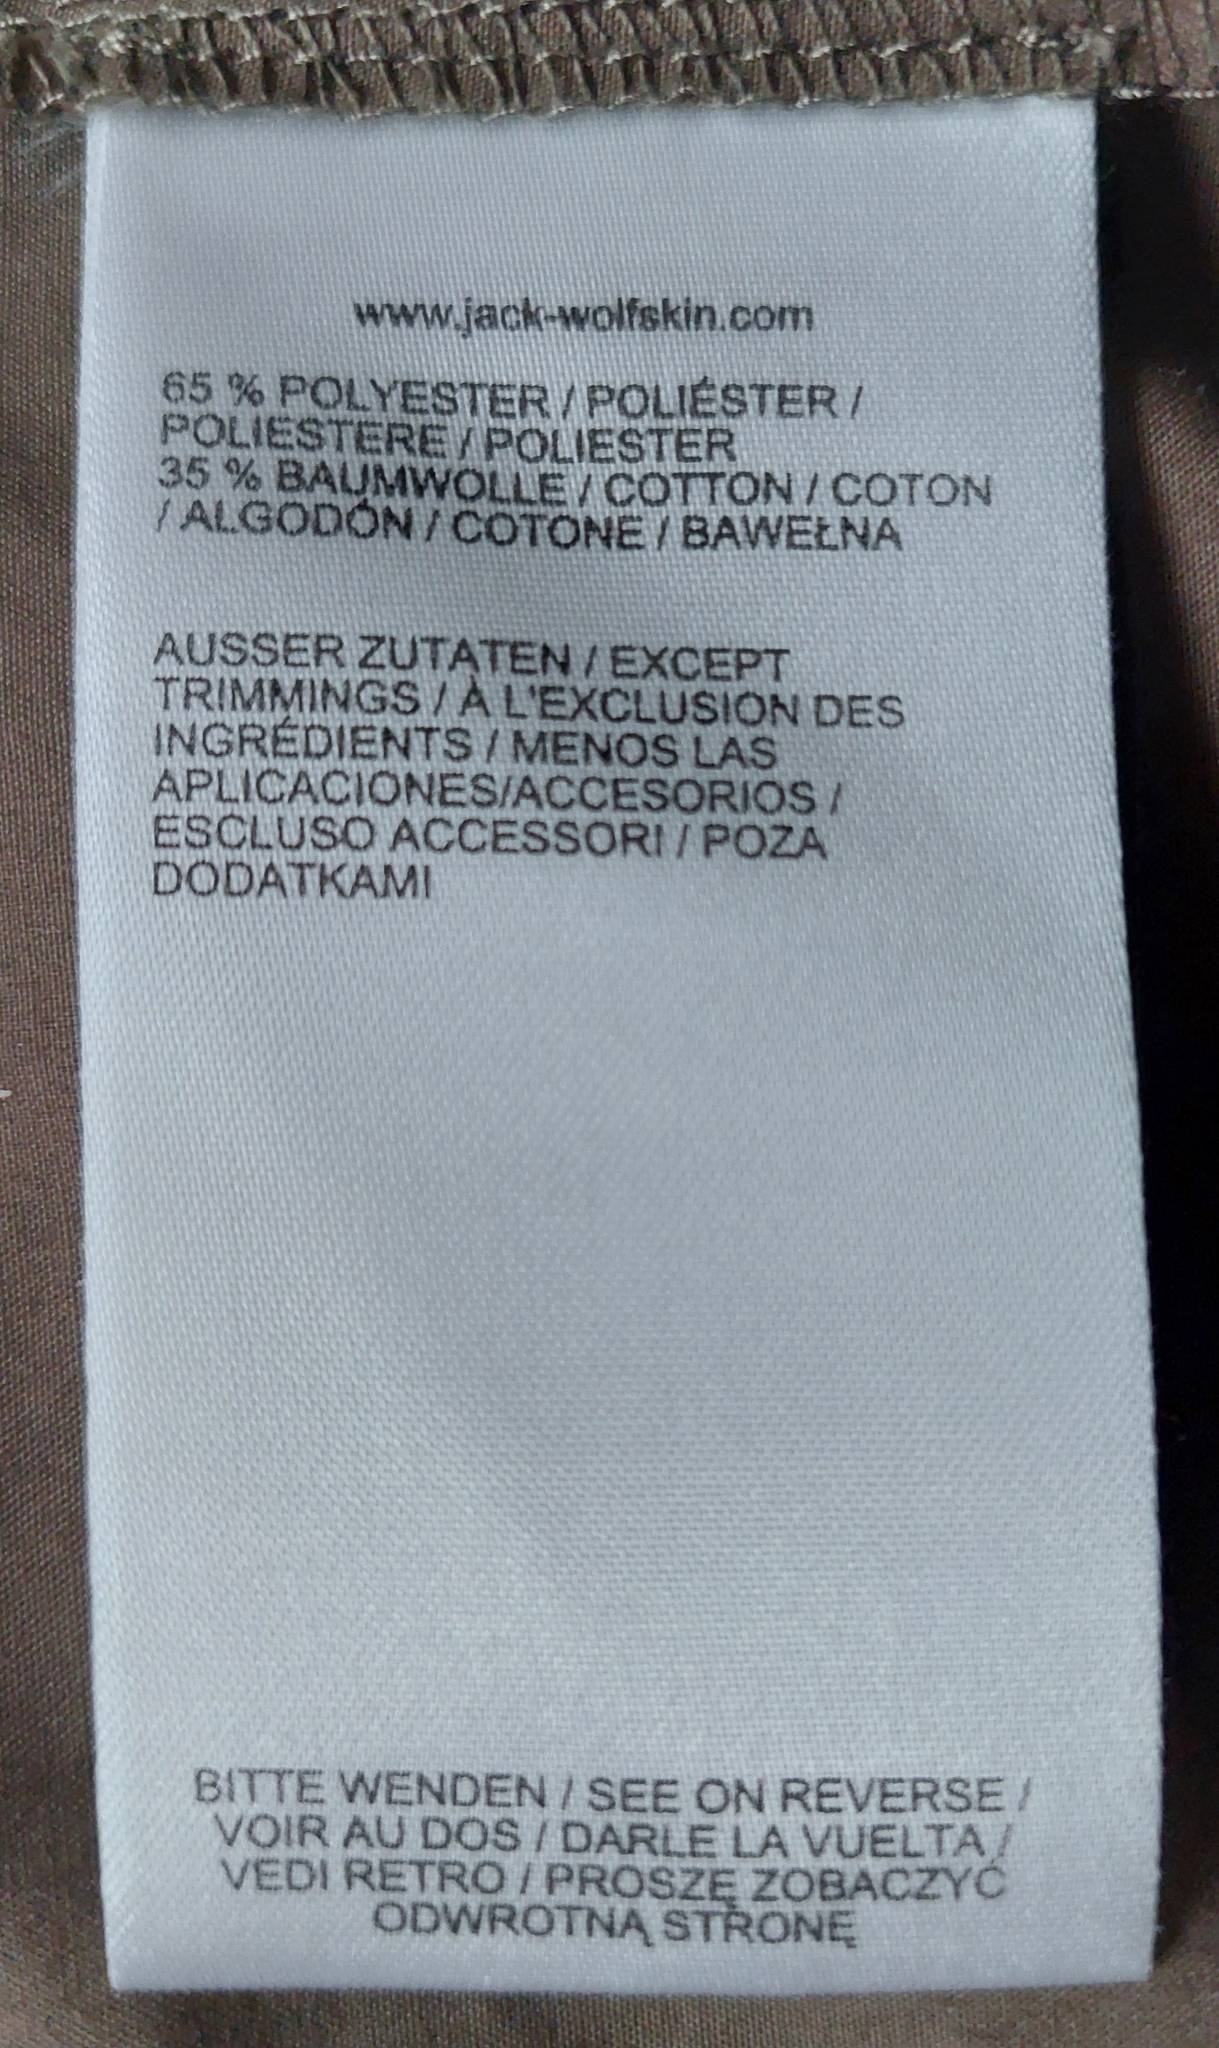 www.jack-wolfskin.com
65 % POLYESTER / POLIÉSTER /
POLIESTERE / POLIESTER
35 % BAUMWOLLE / COTTON / COTON
/ ALGODÓN / COTONE / BAWEŁNA
AUSSER ZUTATEN / EXCEPT
TRIMMINGS / À L'EXCLUSION DES
INGRÉDIENTS / MENOS LAS
APLICACIONES/ACCESORIOS /
ESCLUSO ACCESSORI / POZA
DODATKAMI
BITTE WENDEN / SEE ON REVERSE /
VOIR AU DOS / DARLE LA VUELTA /
VEDI RETRO / PROSZĘ ZOBACZYĆ
ODWROTNĄ STRONĘ